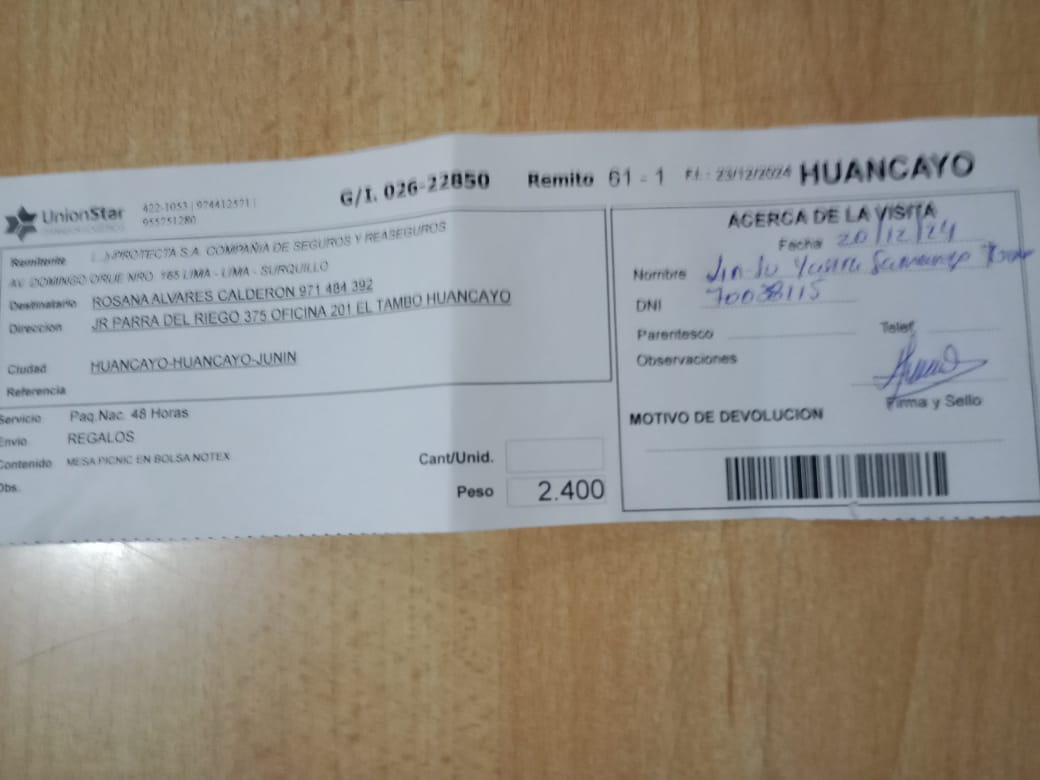 UnionStar
422-1053 | 924412521 |
955251280
G/I. 026-22850
Remito 61 - 1
F.I.: 23/12/2024
HUANCAYO
Remitente PROTECTA S.A. COMPAÑIA DE SEGUROS Y REASEGUROS
AV. DOMINGO ORUE NRO. 165 LIMA - LIMA - SURQUILLO
Destinatario ROSANA ALVARES CALDERON 971 484 392
Direccion JR PARRA DEL RIEGO 375 OFICINA 201 EL TAMBO HUANCAYO
Ciudad HUANCAYO-HUANCAYO-JUNIN
Referencia
Servicio Paq.Nac. 48 Horas
Envio REGALOS
Contenido MESA PICNIC EN BOLSA NOTEX
Obs.
Cant/Unid.
Peso 2.400
ACERCA DE LA VISITA
Fecha 20/12/24
Nombre
DNI 70038115
Parentesco Telef.
Observaciones
Firma y Sello
MOTIVO DE DEVOLUCION